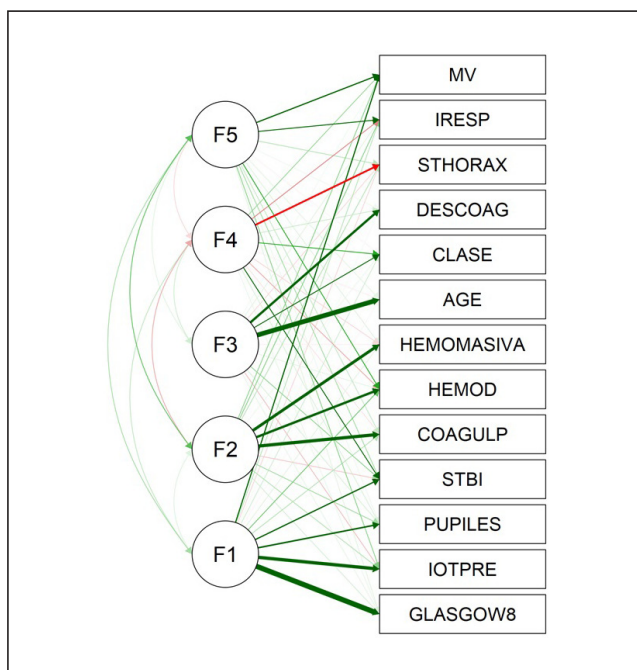 MV
F5
IRESP
STHORAX
DESCOAG
F4
CLASE
AGE
F3
HEMOMASIVA
HEMOD
COAGULP
F2
STBI
PUPILES
F1
IOTPRE
GLASGOW8